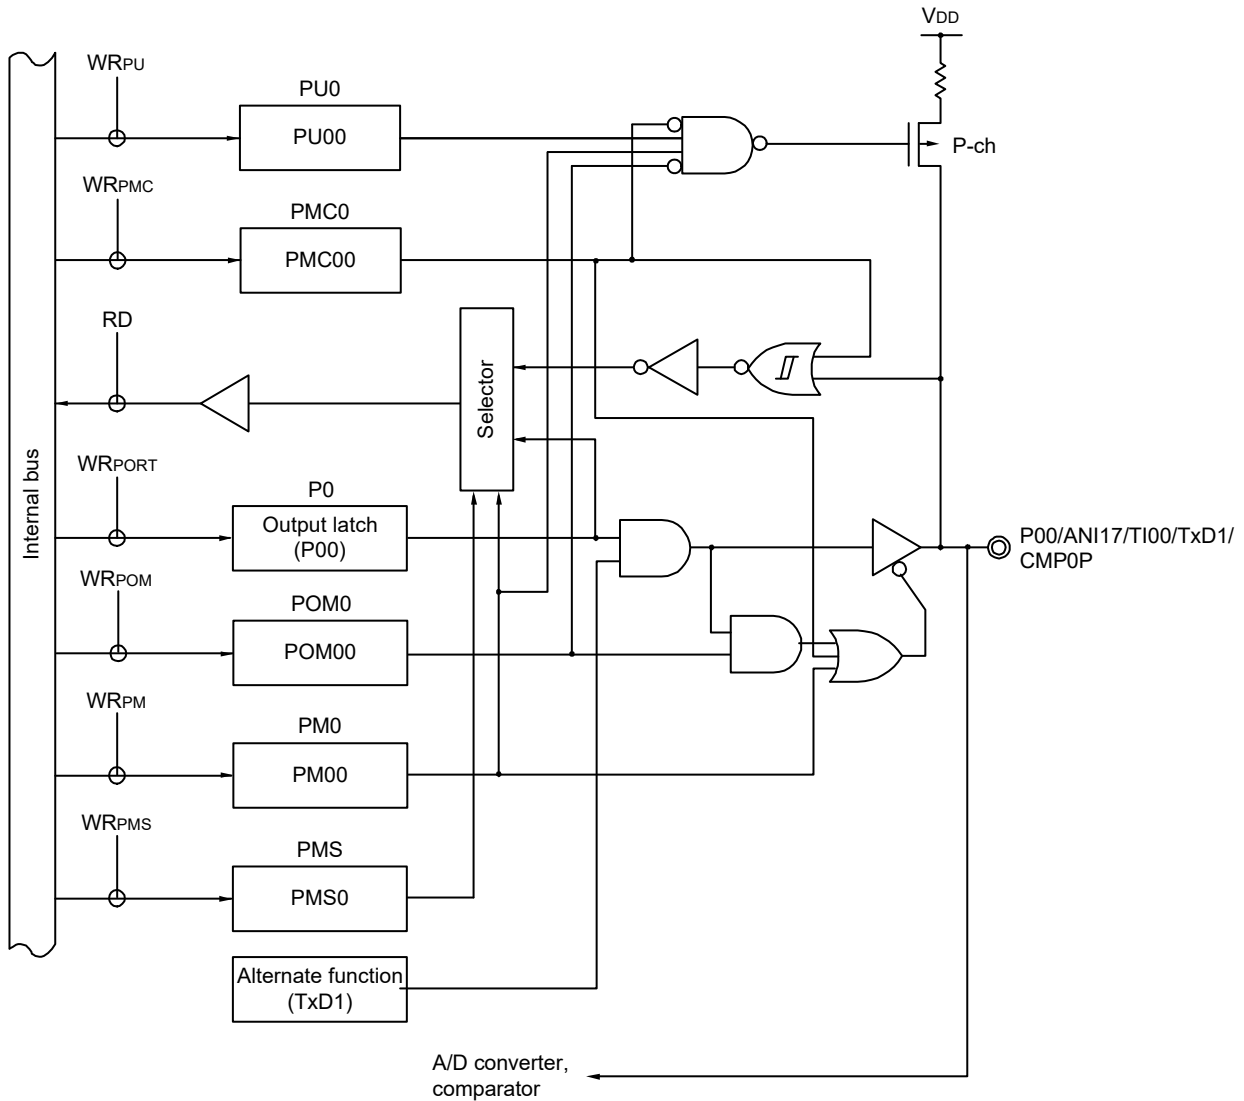 VDD
WRPU
PU0
PU00
P-ch
WRPMC
PMC0
PMC00
RD
Selector
Internal bus
WRPORT
P0
Output latch
(P00)
P00/ANI17/TI00/TxD1/
CMP0P
WRPOM
POM0
POM00
WRPM
PM0
PM00
WRPMS
PMS
PMS0
Alternate function
(TxD1)
A/D converter,
comparator